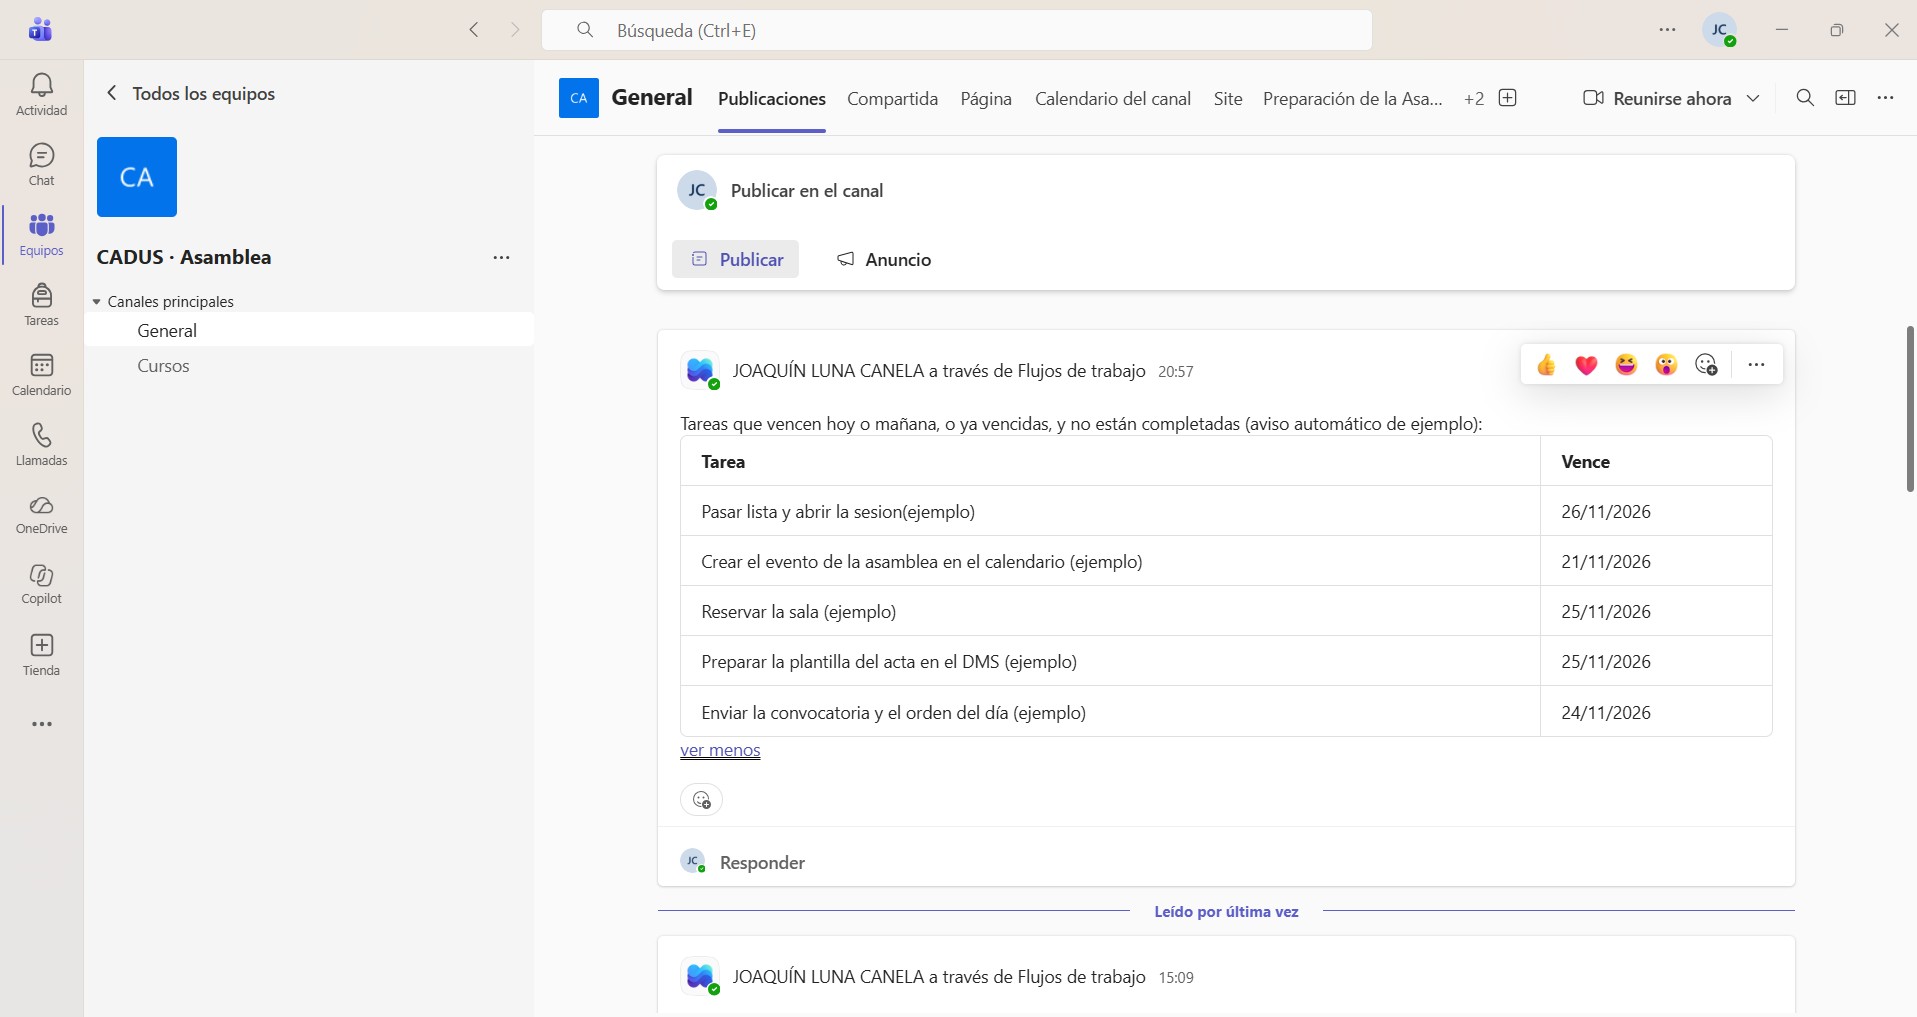 Búsqueda (Ctrl+E)
JC
Actividad
Chat
Equipos
Tareas
Calendario
Llamadas
OneDrive
Copilot
Tienda
Todos los equipos
CA
CADUS · Asamblea
Canales principales
General
Cursos
CA
General
Publicaciones
Compartida
Página
Calendario del canal
Site
Preparación de la Asa...
+2
Reunirse ahora
JC
Publicar en el canal
Publicar
Anuncio
JOAQUÍN LUNA CANELA a través de Flujos de trabajo 20:57
Tareas que vencen hoy o mañana, o ya vencidas, y no están completadas (aviso automático de ejemplo):
Tarea Vence
Pasar lista y abrir la sesion(ejemplo) 26/11/2026
Crear el evento de la asamblea en el calendario (ejemplo) 21/11/2026
Reservar la sala (ejemplo) 25/11/2026
Preparar la plantilla del acta en el DMS (ejemplo) 25/11/2026
Enviar la convocatoria y el orden del día (ejemplo) 24/11/2026
ver menos
JC
Responder
Leído por última vez
JOAQUÍN LUNA CANELA a través de Flujos de trabajo 15:09